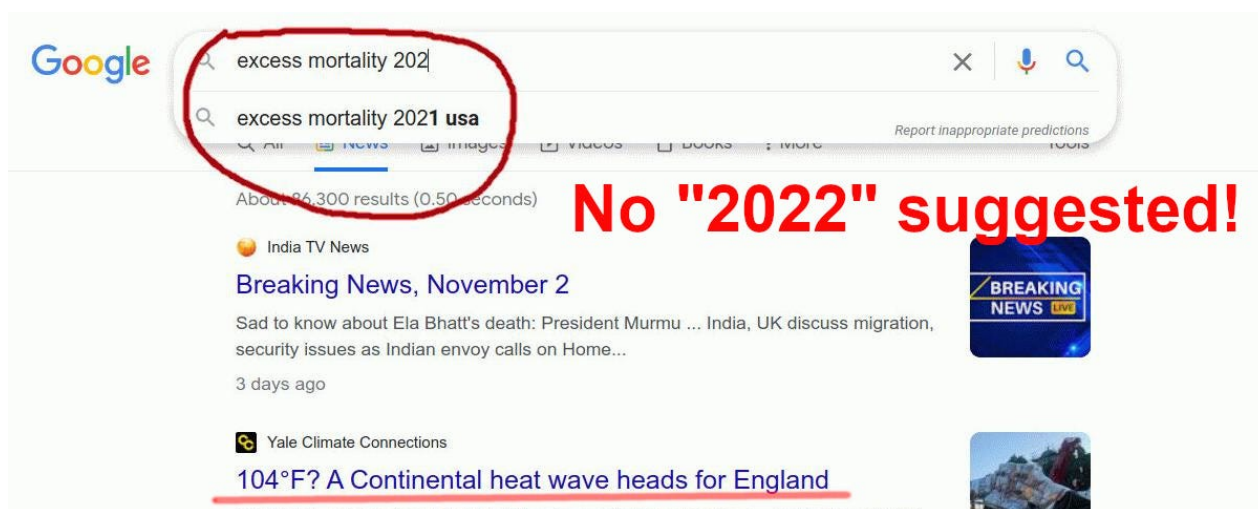 Google
excess mortality 202
excess mortality 2021 usa
Report inappropriate predictions
All News Images Videos Books More Tools
About 86,300 results (0.50 seconds)
No "2022" suggested!
India TV News
Breaking News, November 2
Sad to know about Ela Bhatt's death: President Murmu ... India, UK discuss migration,
security issues as Indian envoy calls on Home...
3 days ago
BREAKING
NEWS LIVE
Yale Climate Connections
104°F? A Continental heat wave heads for England